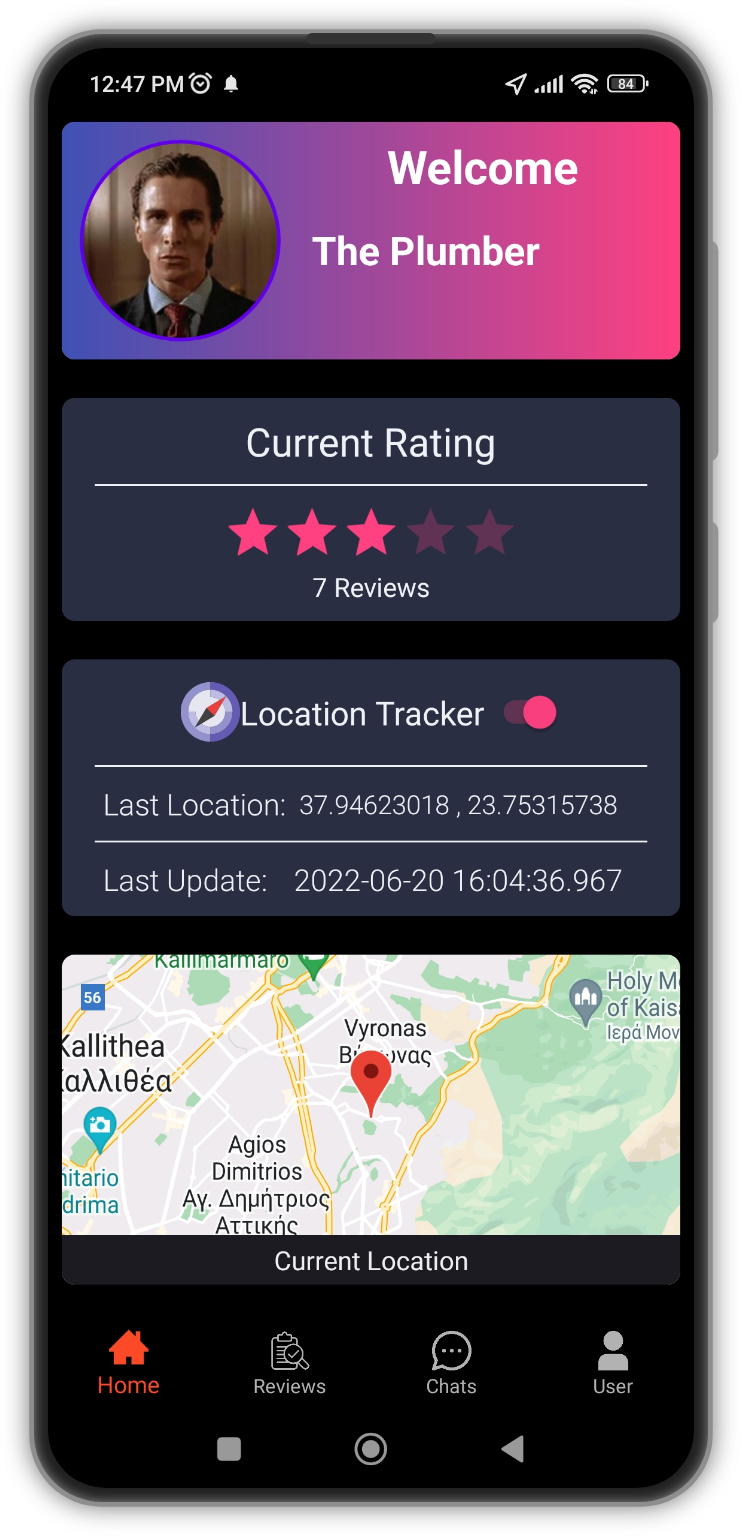 12:47 PM
84
Welcome
The Plumber
Current Rating
7 Reviews
Location Tracker
Last Location: 37.94623018 , 23.75315738
Last Update: 2022-06-20 16:04:36.967
Kallimarmaro
56
Holy M
of Kais
Ιερά Μον
Vyronas
Kallithea
αλλιθέα
Agios
Dimitrios
Αγ. Δημήτριος
Αττικής
nitario
drima
Current Location
Home
Reviews
Chats
User